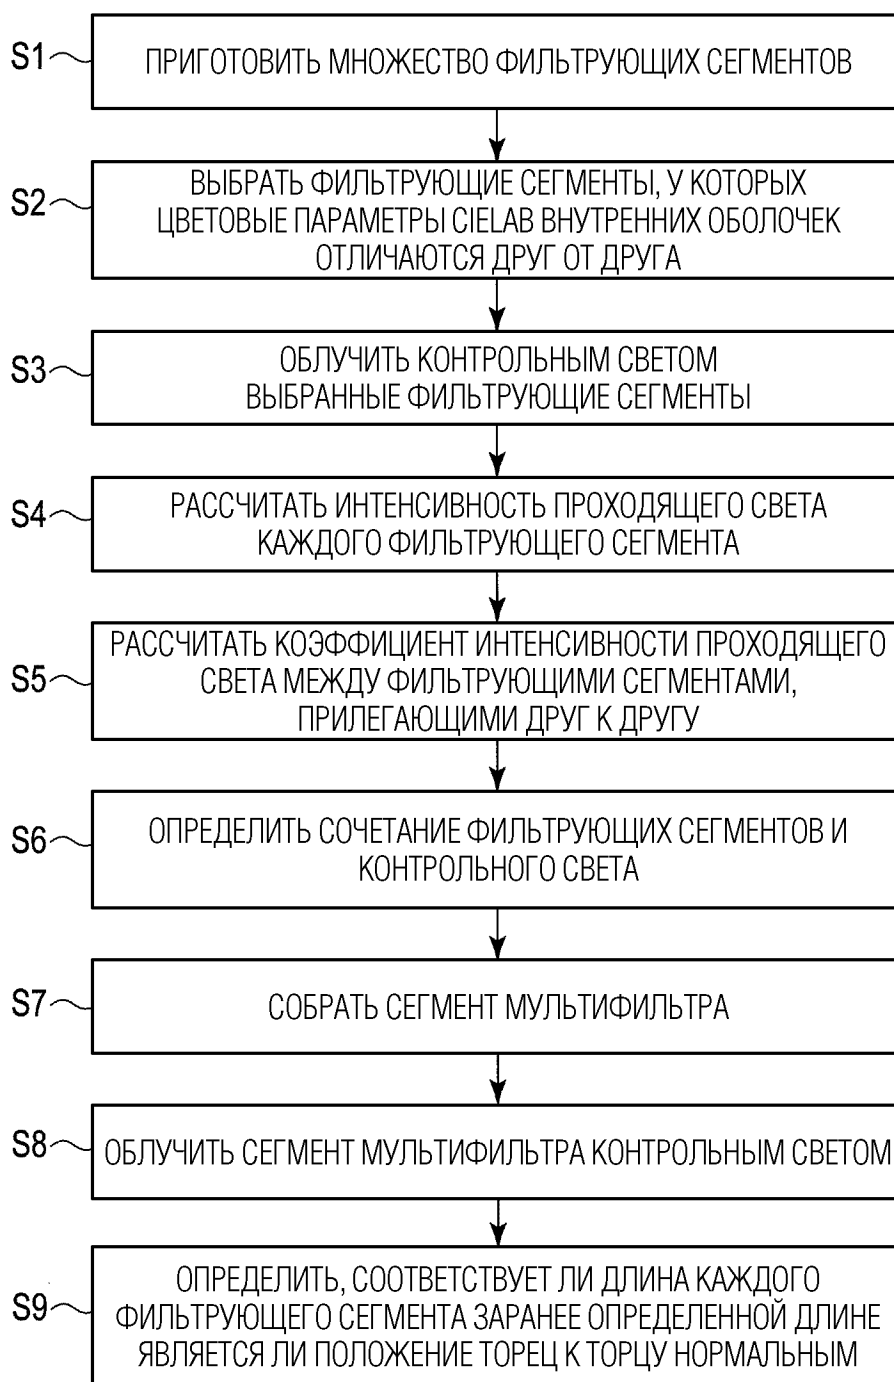 S1
ПРИГОТОВИТЬ МНОЖЕСТВО ФИЛЬТРУЮЩИХ СЕГМЕНТОВ
S2
ВЫБРАТЬ ФИЛЬТРУЮЩИЕ СЕГМЕНТЫ, У КОТОРЫХ
ЦВЕТОВЫЕ ПАРАМЕТРЫ CIELAB ВНУТРЕННИХ ОБОЛОЧЕК
ОТЛИЧАЮТСЯ ДРУГ ОТ ДРУГА
S3
ОБЛУЧИТЬ КОНТРОЛЬНЫМ СВЕТОМ
ВЫБРАННЫЕ ФИЛЬТРУЮЩИЕ СЕГМЕНТЫ
S4
РАССЧИТАТЬ ИНТЕНСИВНОСТЬ ПРОХОДЯЩЕГО СВЕТА
КАЖДОГО ФИЛЬТРУЮЩЕГО СЕГМЕНТА
S5
РАССЧИТАТЬ КОЭФФИЦИЕНТ ИНТЕНСИВНОСТИ ПРОХОДЯЩЕГО
СВЕТА МЕЖДУ ФИЛЬТРУЮЩИМИ СЕГМЕНТАМИ,
ПРИЛЕГАЮЩИМИ ДРУГ К ДРУГУ
S6
ОПРЕДЕЛИТЬ СОЧЕТАНИЕ ФИЛЬТРУЮЩИХ СЕГМЕНТОВ И
КОНТРОЛЬНОГО СВЕТА
S7
СОБРАТЬ СЕГМЕНТ МУЛЬТИФИЛЬТРА
S8
ОБЛУЧИТЬ СЕГМЕНТ МУЛЬТИФИЛЬТРА КОНТРОЛЬНЫМ СВЕТОМ
S9
ОПРЕДЕЛИТЬ, СООТВЕТСТВУЕТ ЛИ ДЛИНА КАЖДОГО
ФИЛЬТРУЮЩЕГО СЕГМЕНТА ЗАРАНЕЕ ОПРЕДЕЛЕННОЙ ДЛИНЕ
ЯВЛЯЕТСЯ ЛИ ПОЛОЖЕНИЕ ТОРЕЦ К ТОРЦУ НОРМАЛЬНЫМ